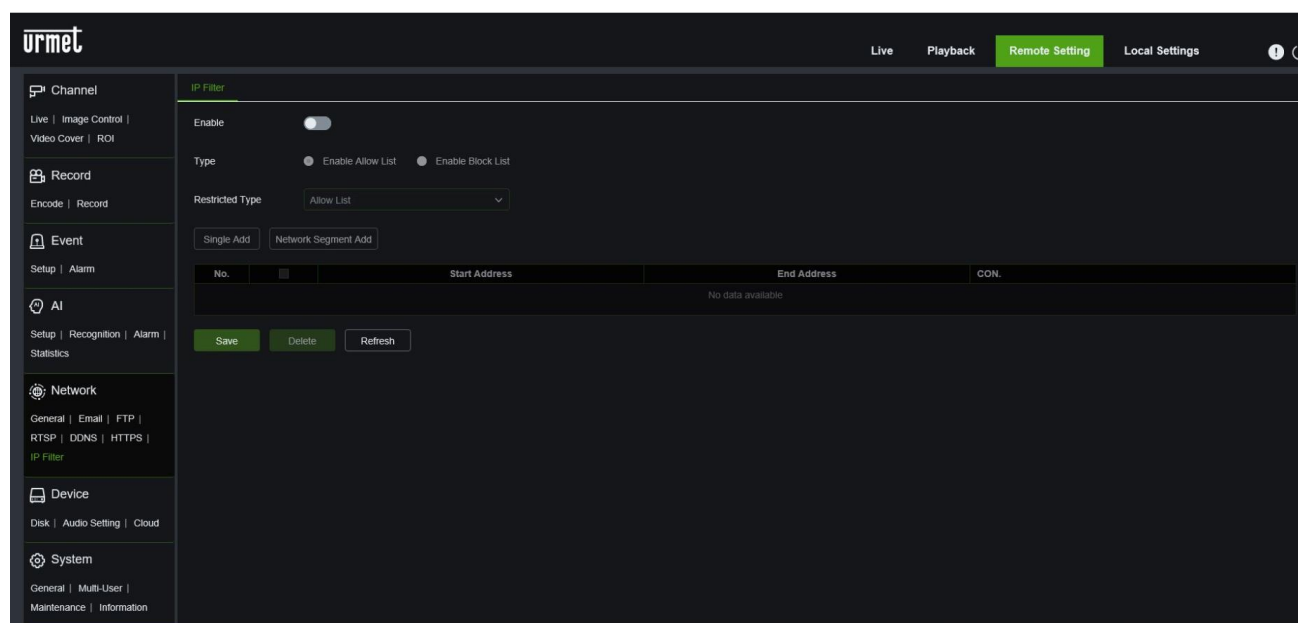 urmet
Live Playback Remote Setting Local Settings
Channel
Live | Image Control |
Video Cover | ROI
Record
Encode | Record
Event
Setup | Alarm
AI
Setup | Recognition | Alarm |
Statistics
Network
General | Email | FTP |
RTSP | DDNS | HTTPS |
IP Filter
Device
Disk | Audio Setting | Cloud
System
General | Multi-User |
Maintenance | Information
IP Filter
Enable
Type Enable Allow List Enable Block List
Restricted Type Allow List
Single Add Network Segment Add
No. Start Address End Address CON.
No data available
Save Delete Refresh